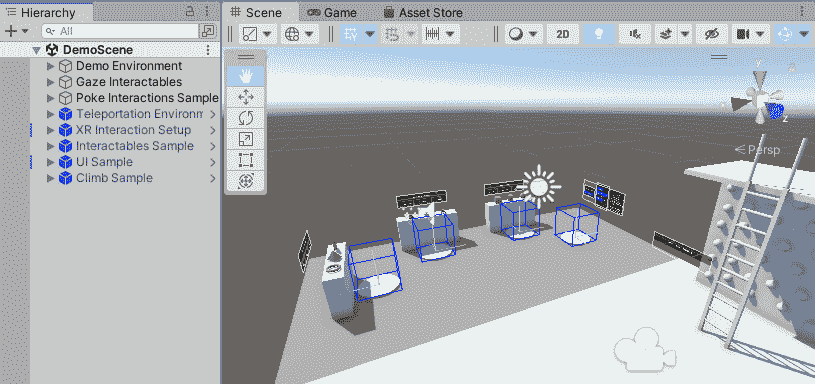 Hierarchy
All
DemoScene
Demo Environment
Gaze Interactables
Poke Interactions Sample
Teleportation Environm
XR Interaction Setup
Interactables Sample
UI Sample
Climb Sample
Scene
Game
Asset Store
2D
y
z
Persp